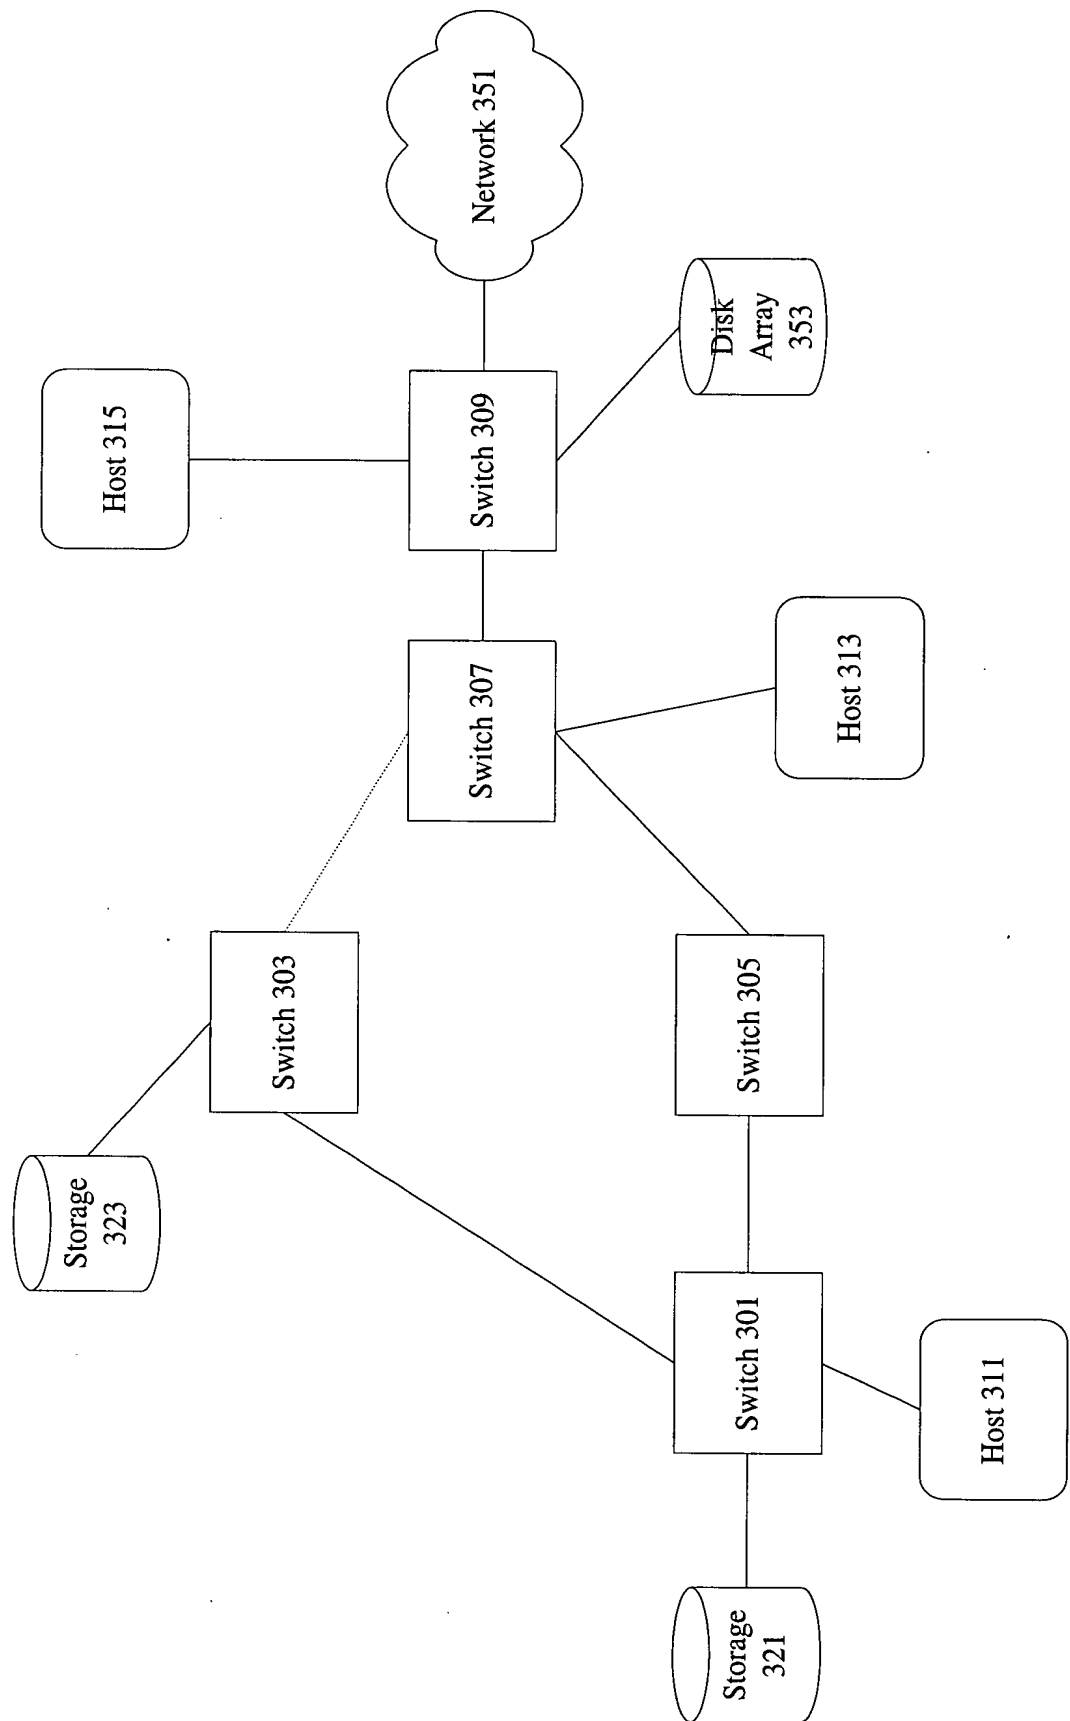 Storage
323
Host 315
Switch 303
Switch 307
Switch 309
Network 351
Storage
321
Switch 301
Switch 305
Disk
Array
353
Host 311
Host 313